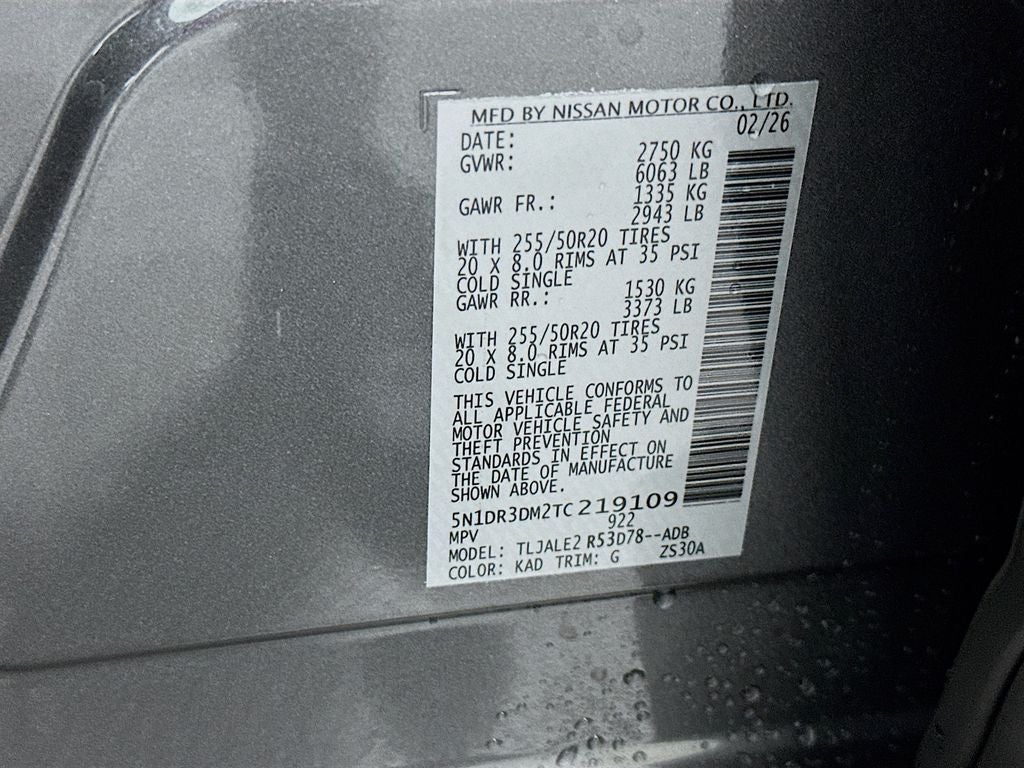 MFD BY NISSAN MOTOR CO., LTD.
DATE: 02/26
GVWR: 2750 KG
6063 LB
GAWR FR.: 1335 KG
2943 LB
WITH 255/50R20 TIRES
20 X 8.0 RIMS AT 35 PSI
COLD SINGLE
GAWR RR.: 1530 KG
3373 LB
WITH 255/50R20 TIRES
20 X 8.0 RIMS AT 35 PSI
COLD SINGLE
THIS VEHICLE CONFORMS TO
ALL APPLICABLE FEDERAL
MOTOR VEHICLE SAFETY AND
THEFT PREVENTION
STANDARDS IN EFFECT ON
THE DATE OF MANUFACTURE
SHOWN ABOVE.
5N1DR3DM2TC219109
MPV 922
MODEL: TLJALE2 R53D78--ADB
COLOR: KAD TRIM: G ZS30A